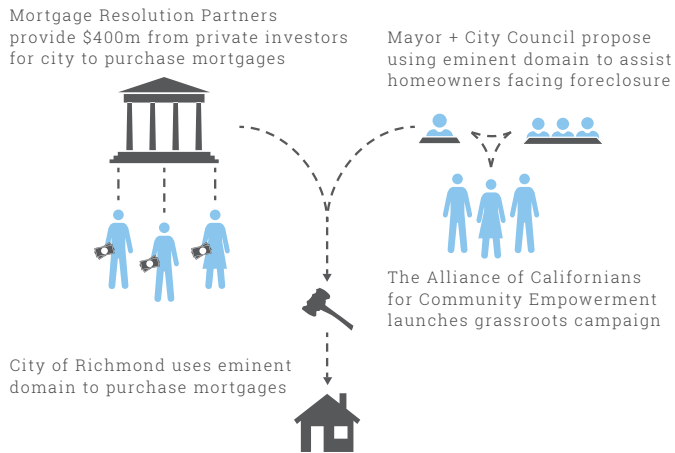 Mortgage Resolution Partners
provide $400m from private investors
for city to purchase mortgages
Mayor + City Council propose
using eminent domain to assist
homeowners facing foreclosure
The Alliance of Californians
for Community Empowerment
launches grassroots campaign
City of Richmond uses eminent
domain to purchase mortgages